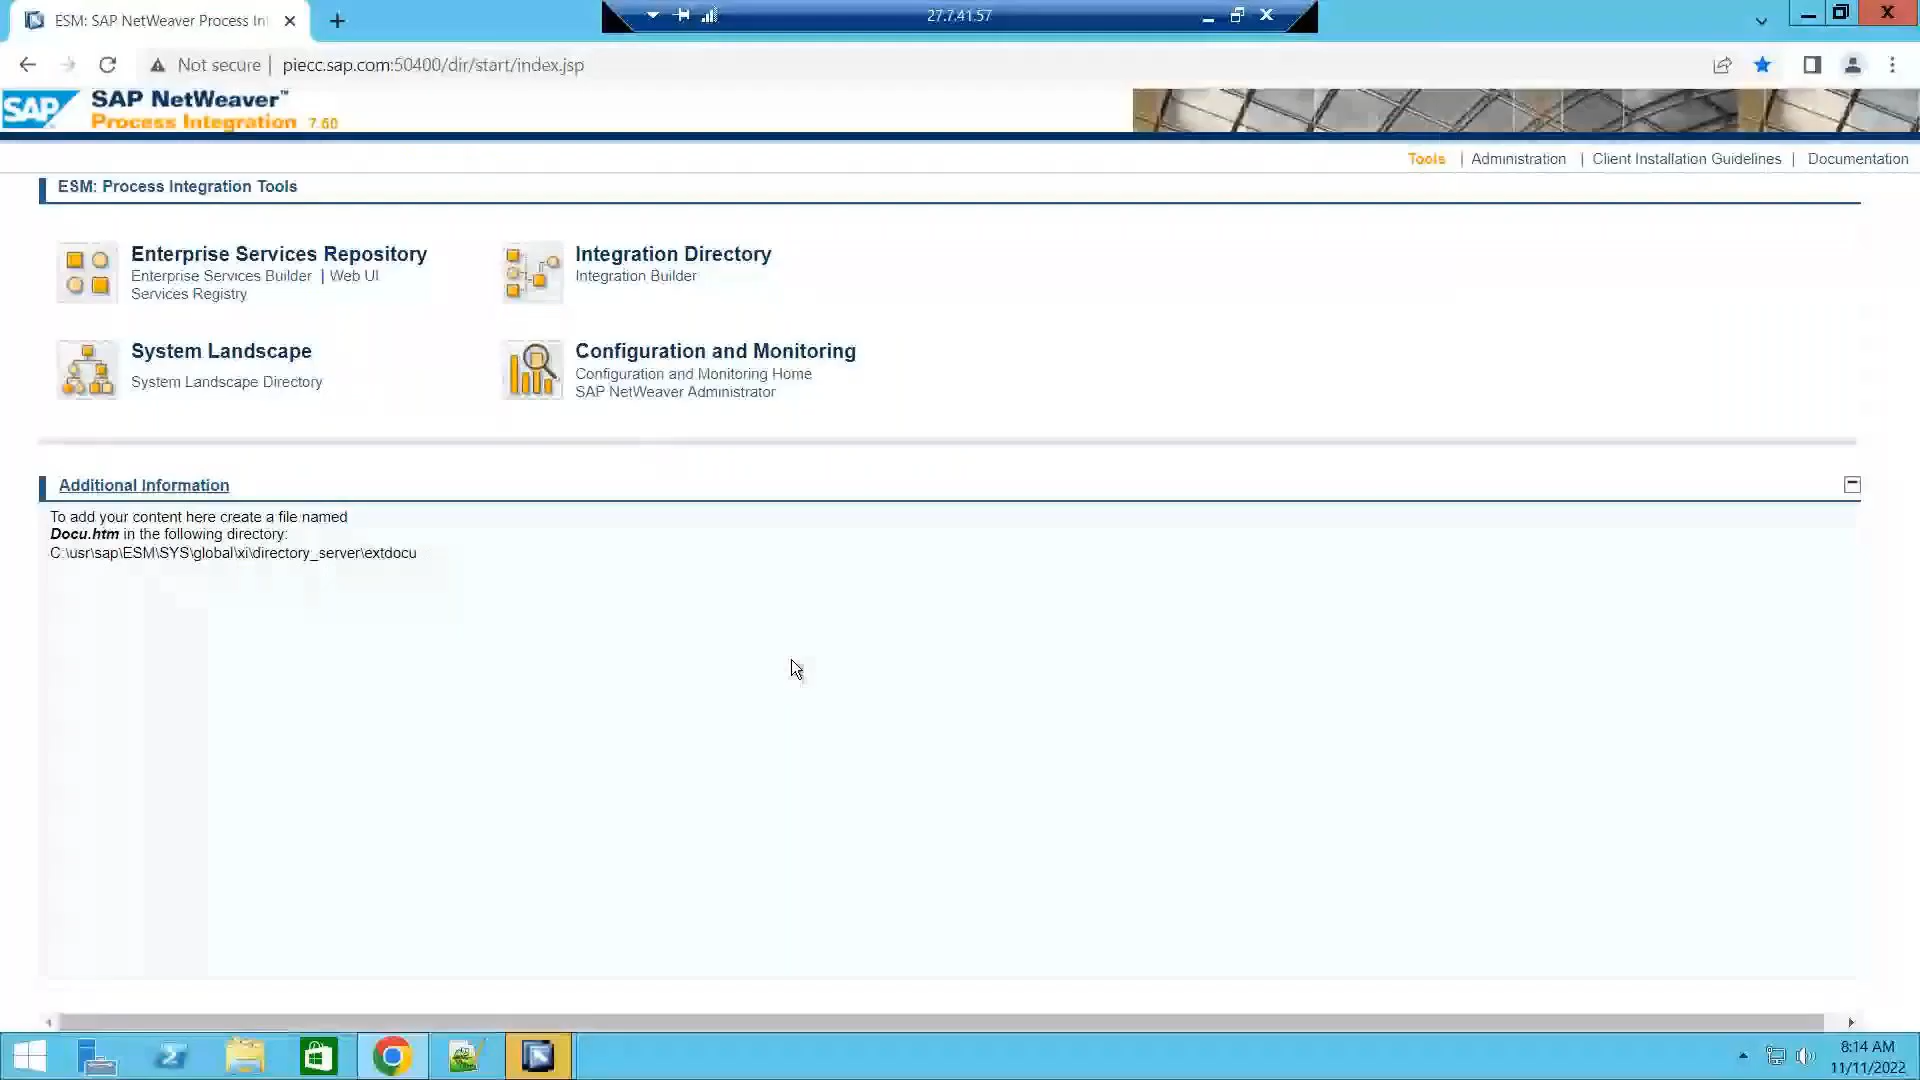 ESM: SAP NetWeaver Process In
27.7.41.57
Not secure | piecc.sap.com:50400/dir/start/index.jsp
SAP
SAP NetWeaver™
Process Integration 7.50
Tools | Administration | Client Installation Guidelines | Documentation
ESM: Process Integration Tools
Enterprise Services Repository
Enterprise Services Builder | Web UI
Services Registry
Integration Directory
Integration Builder
System Landscape
System Landscape Directory
Configuration and Monitoring
Configuration and Monitoring Home
SAP NetWeaver Administrator
Additional Information
To add your content here create a file named
Docu.htm in the following directory:
C:\usr\sap\ESM\SYS\global\xi\directory_server\extdocu
8:14 AM
11/11/2022